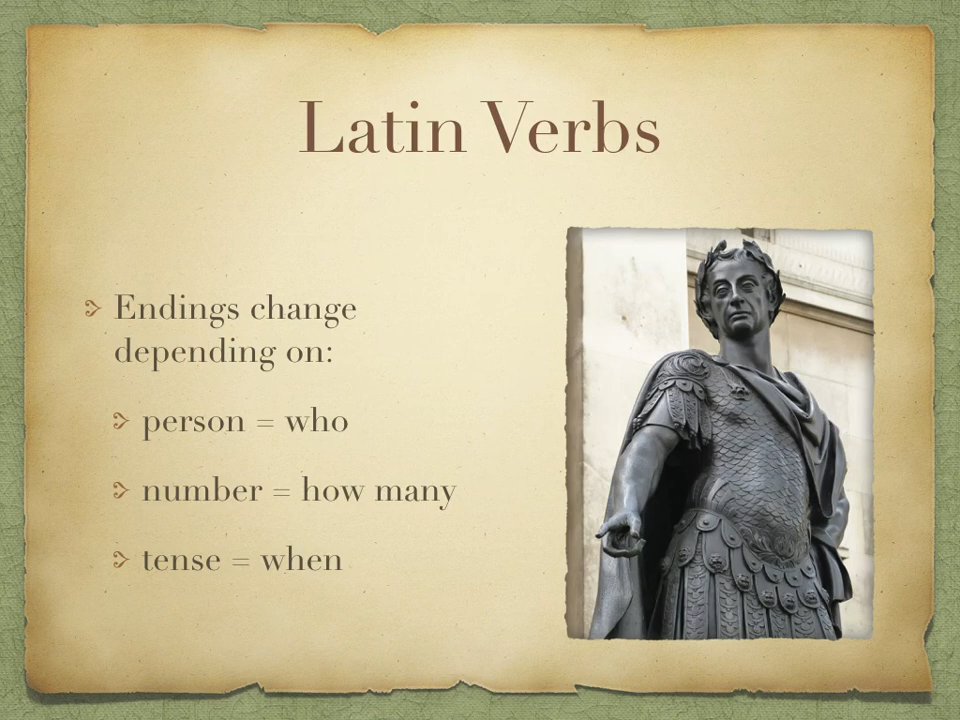 Latin Verbs
Endings change
depending on:
person = who
number = how many
tense = when